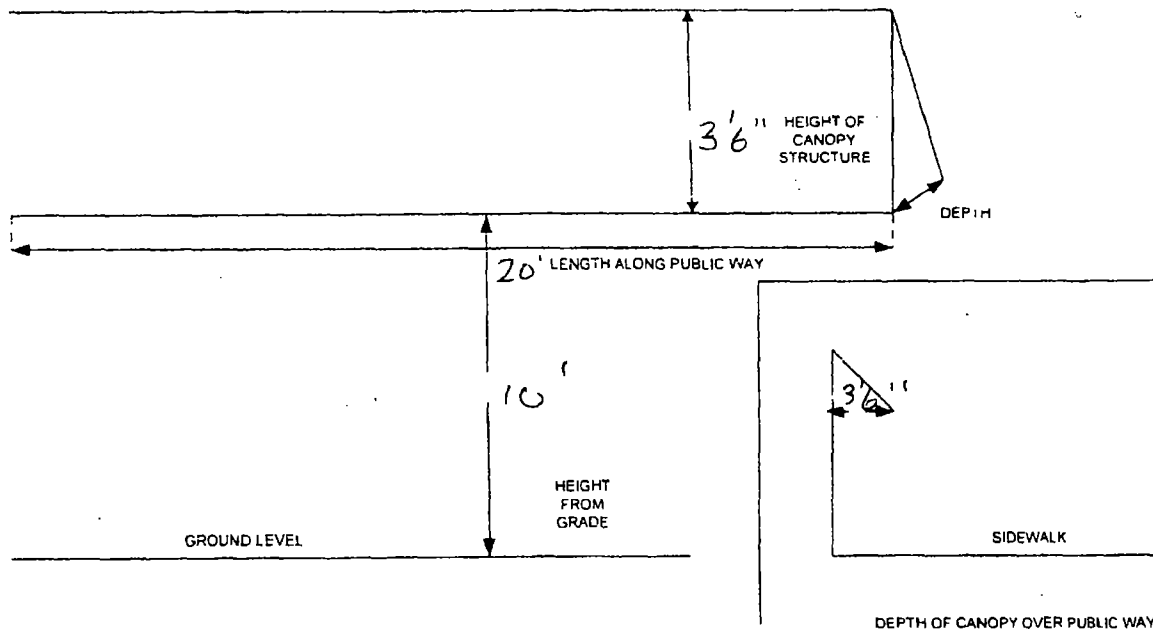 3'6" HEIGHT OF
CANOPY
STRUCTURE
DEPTH
20' LENGTH ALONG PUBLIC WAY
10'
HEIGHT
FROM
GRADE
GROUND LEVEL
3'6"
SIDEWALK
DEPTH OF CANOPY OVER PUBLIC WAY